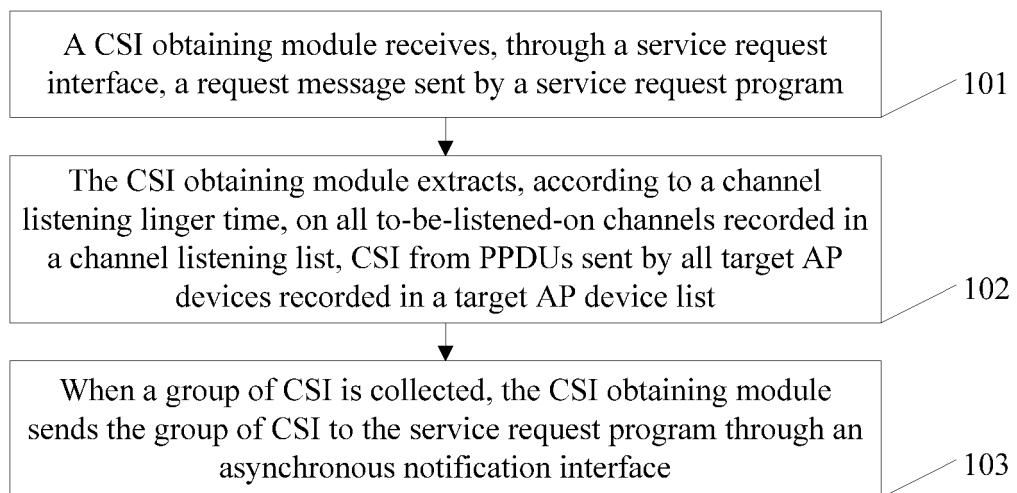 A CSI obtaining module receives, through a service request
interface, a request message sent by a service request program
101
The CSI obtaining module extracts, according to a channel
listening linger time, on all to-be-listened-on channels recorded in
a channel listening list, CSI from PPDUs sent by all target AP
devices recorded in a target AP device list
102
When a group of CSI is collected, the CSI obtaining module
sends the group of CSI to the service request program through an
asynchronous notification interface
103